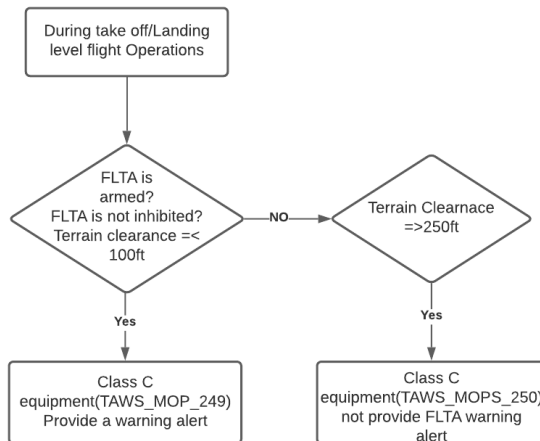 During take off/Landing
level flight Operations
FLTA is
armed?
FLTA is not inhibited?
Terrain clearance =<
100ft
NO
Terrain Clearnace
=>250ft
Yes
Yes
Class C
equipment(TAWS_MOP_249)
Provide a warning alert
Class C
equipment(TAWS_MOPS_250)
not provide FLTA warning
alert